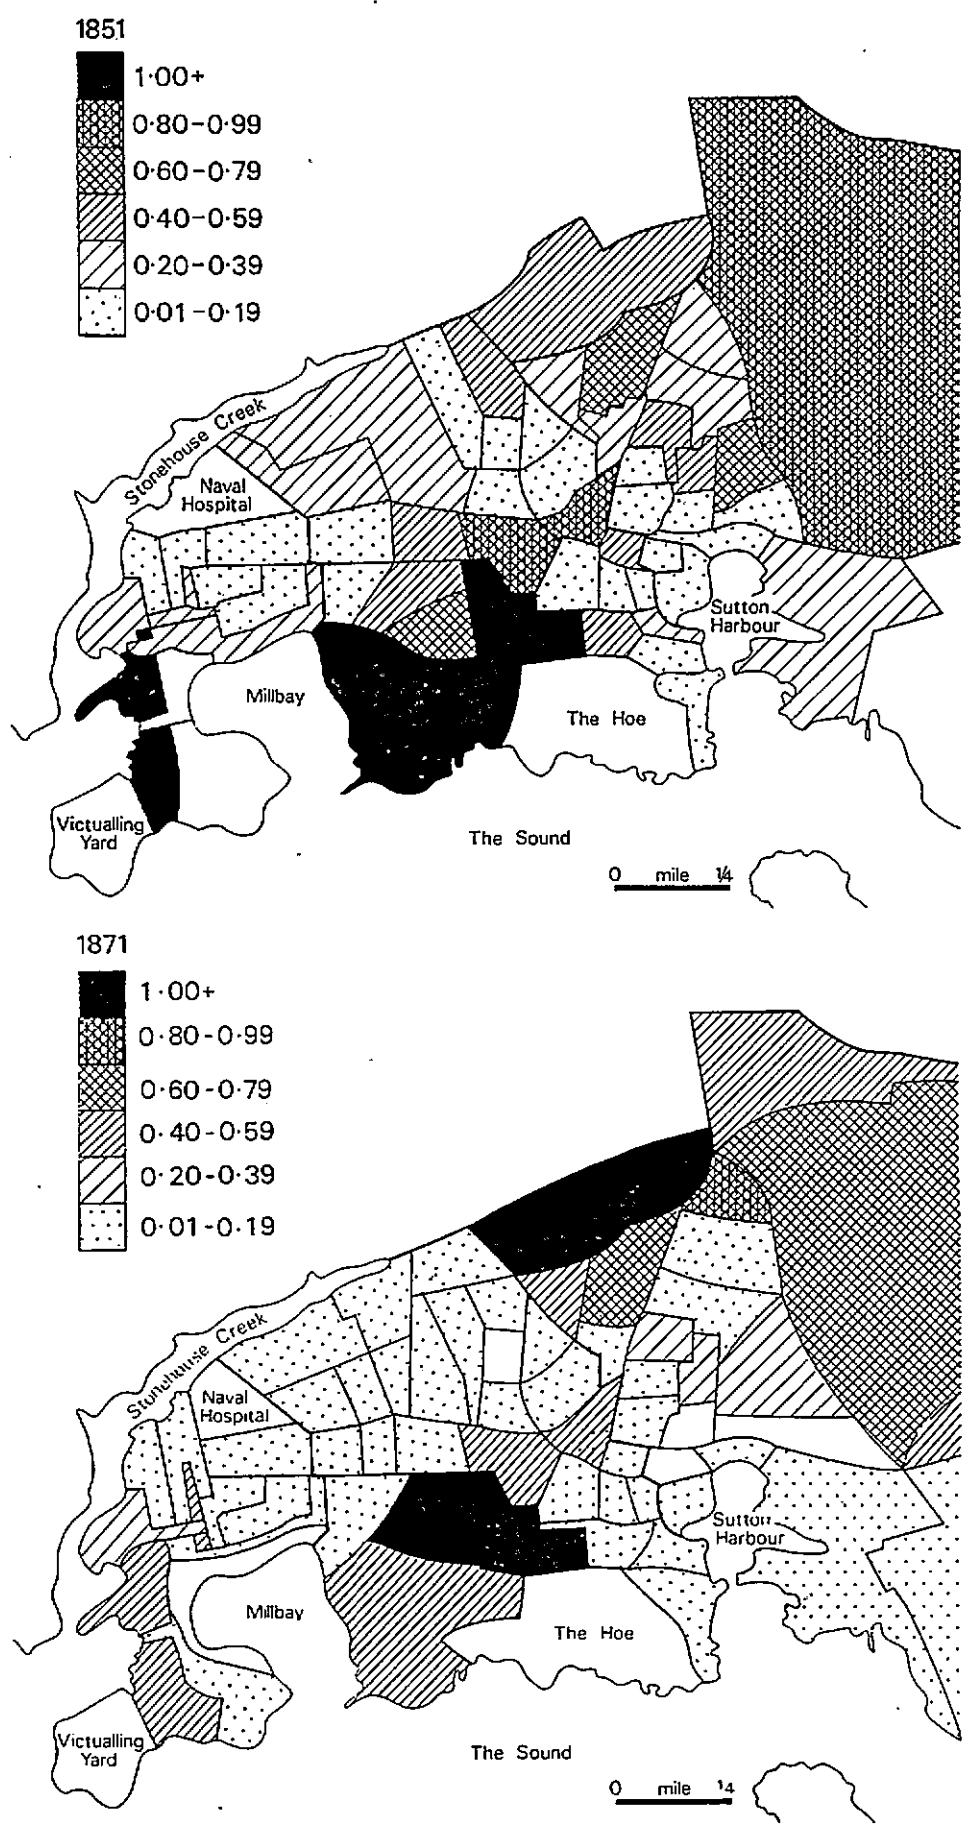 1851
1·00+
0·80-0·99
0·60-0·79
0·40-0·59
0·20-0·39
0·01-0·19
Stonehouse Creek
Naval
Hospital
Sutton
Harbour
Millbay
The Hoe
Victualling
Yard
The Sound
0 mile 1/4
1871
1·00+
0·80-0·99
0·60-0·79
0·40-0·59
0·20-0·39
0·01-0·19
Stonehouse Creek
Naval
Hospital
Sutton
Harbour
Millbay
The Hoe
Victualling
Yard
The Sound
0 mile 1/4